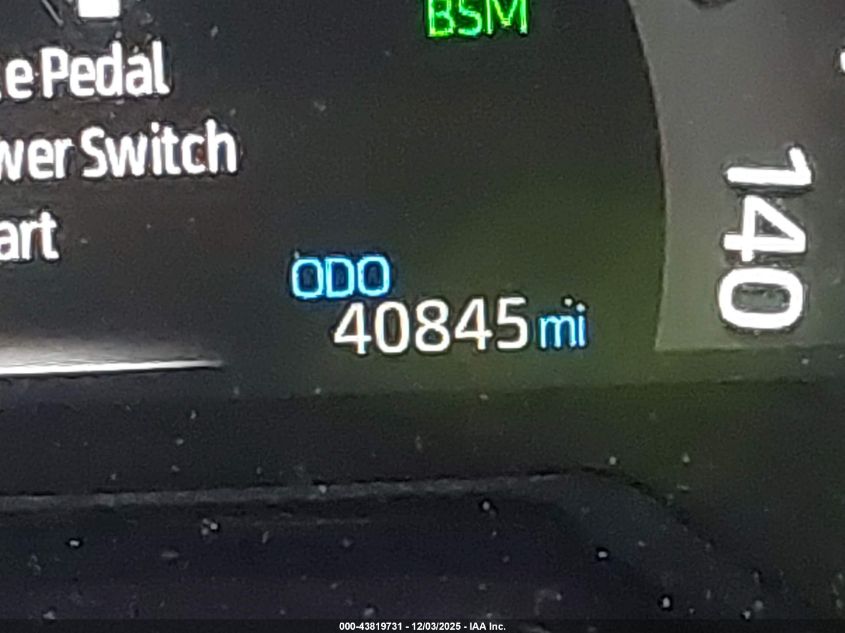 BSM
e Pedal
wer Switch
art
ODO
40845 mi
140
000-43819731 - 12/03/2025 - IAA Inc.